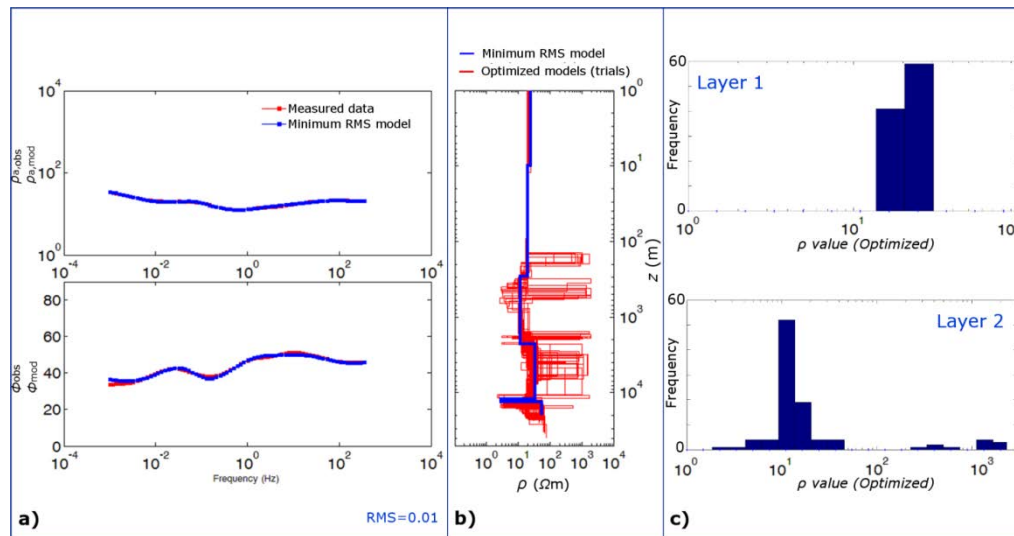 10⁴
10²
10⁰
ρa,obs
ρa,mod
Measured data
Minimum RMS model
10⁻⁴
10⁻²
10⁰
10²
10⁴
100
80
60
40
20
0
Φobs
Φmod
10⁻⁴
10⁻²
10⁰
10²
10⁴
Frequency (Hz)
a)
RMS=0.01
Minimum RMS model
Optimized models (trials)
10⁰
10¹
10²
10³
10⁴
z (m)
10⁰
10¹
10²
10³
10⁴
ρ (Ωm)
b)
60
Layer 1
Frequency
0
10⁰
10¹
ρ value (Optimized)
60
Layer 2
Frequency
0
10⁰
10¹
10²
10³
ρ value (Optimized)
c)